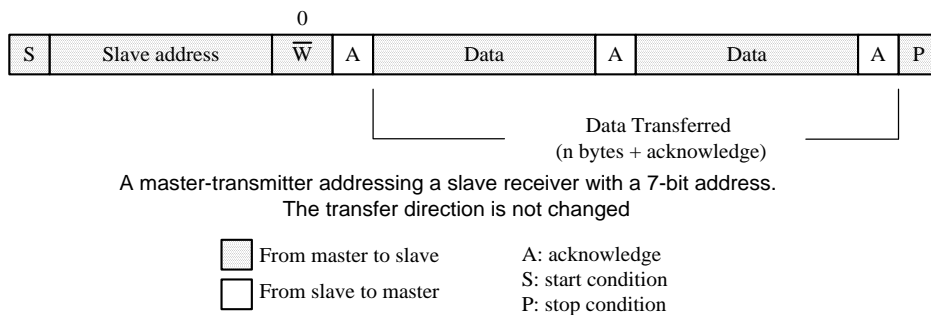 0
S Slave address W̅ A Data A Data A P
Data Transferred
(n bytes + acknowledge)
A master-transmitter addressing a slave receiver with a 7-bit address.
The transfer direction is not changed
From master to slave
From slave to master
A: acknowledge
S: start condition
P: stop condition